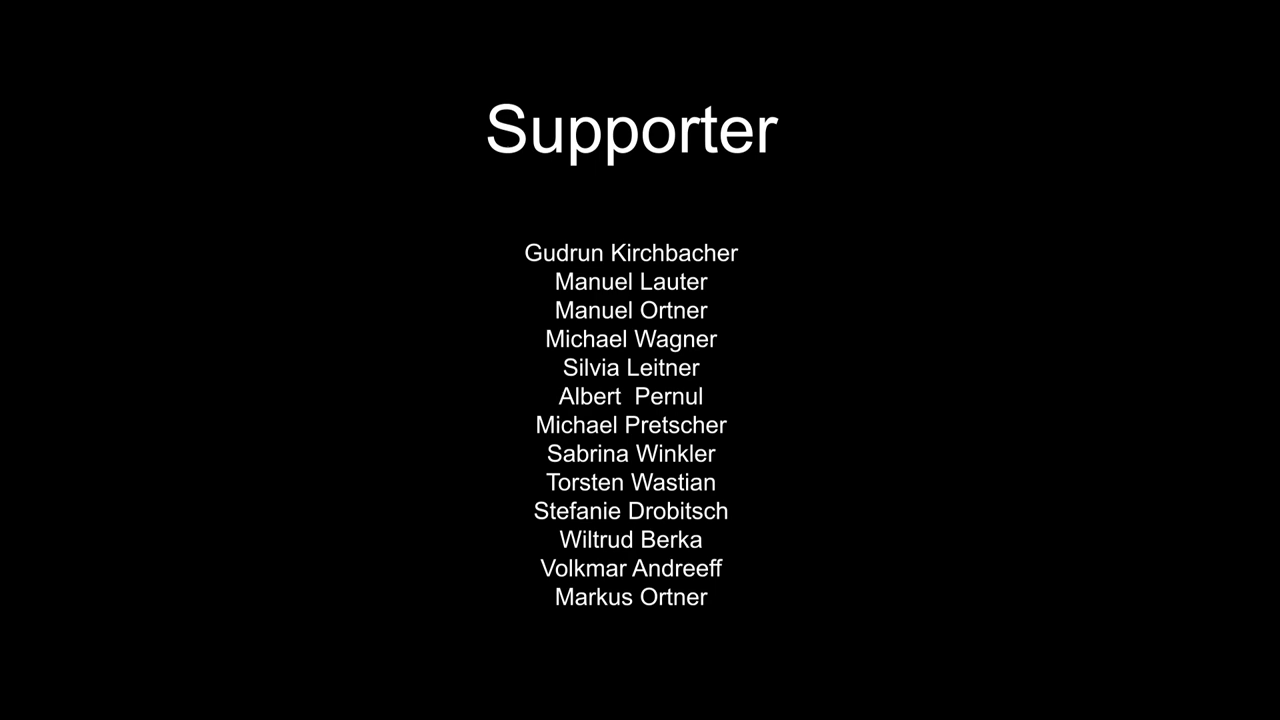 Supporter
Gudrun Kirchbacher
Manuel Lauter
Manuel Ortner
Michael Wagner
Silvia Leitner
Albert  Pernul
Michael Pretscher
Sabrina Winkler
Torsten Wastian
Stefanie Drobitsch
Wiltrud Berka
Volkmar Andreeff
Markus Ortner